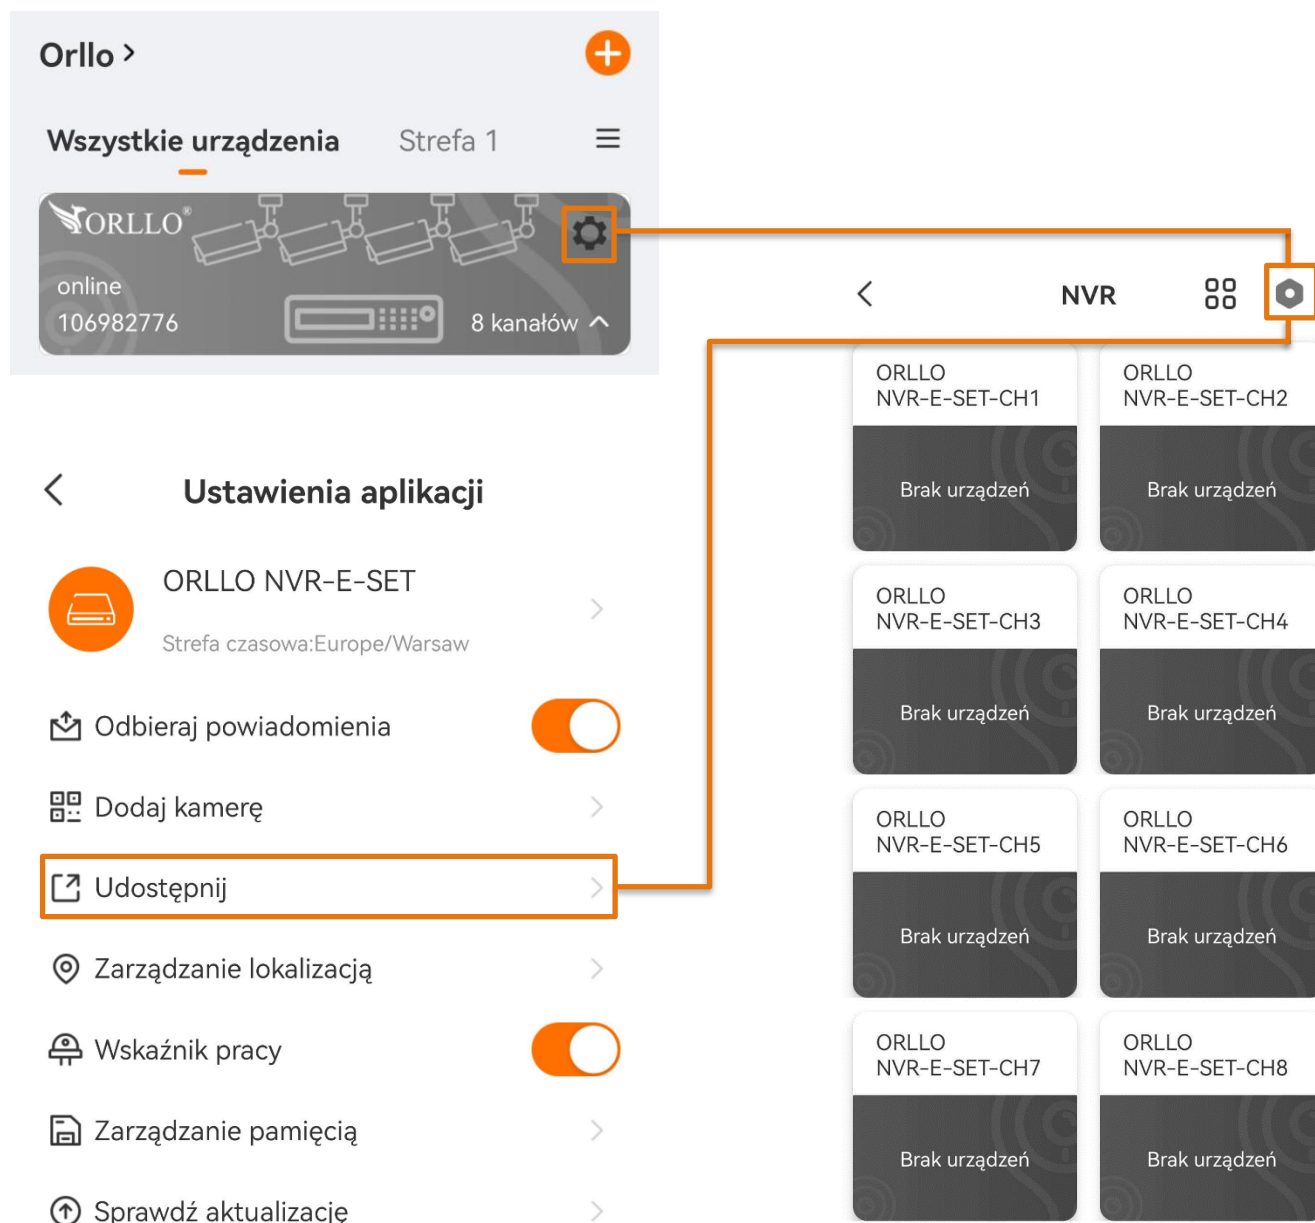 Orllo >
Wszystkie urządzenia Strefa 1
ORLLO®
online
106982776
8 kanałów
NVR
ORLLO
NVR-E-SET-CH1
Brak urządzeń
ORLLO
NVR-E-SET-CH2
Brak urządzeń
ORLLO
NVR-E-SET-CH3
Brak urządzeń
ORLLO
NVR-E-SET-CH4
Brak urządzeń
ORLLO
NVR-E-SET-CH5
Brak urządzeń
ORLLO
NVR-E-SET-CH6
Brak urządzeń
ORLLO
NVR-E-SET-CH7
Brak urządzeń
ORLLO
NVR-E-SET-CH8
Brak urządzeń
Ustawienia aplikacji
ORLLO NVR-E-SET
Strefa czasowa:Europe/Warsaw
Odbieraj powiadomienia
Dodaj kamerę
Udostępnij
Zarządzanie lokalizacją
Wskaźnik pracy
Zarządzanie pamięcią
Sprawdź aktualizację